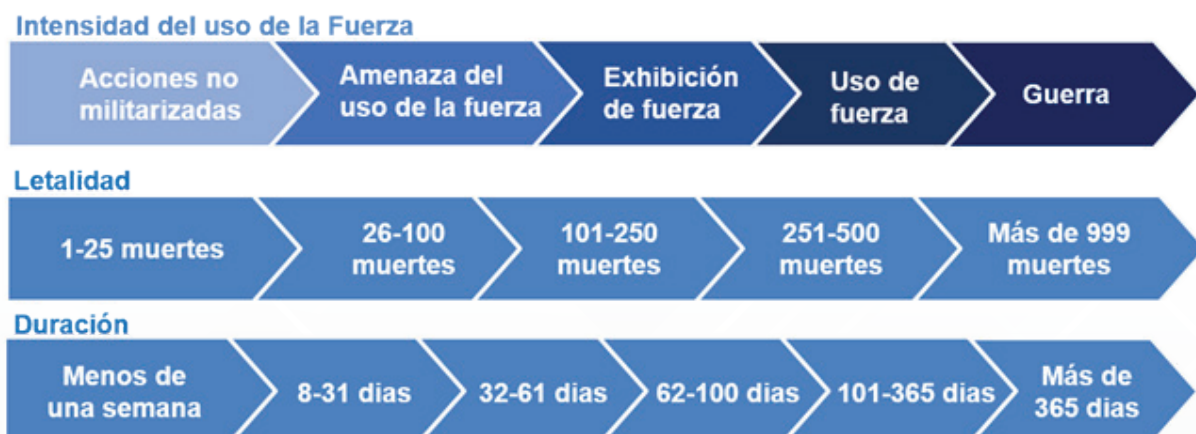 Intensidad del uso de la Fuerza
Acciones no
militarizadas
Amenaza del
uso de la fuerza
Exhibición
de fuerza
Uso de
fuerza
Guerra
Letalidad
1-25 muertes
26-100
muertes
101-250
muertes
251-500
muertes
Más de 999
muertes
Duración
Menos de
una semana
8-31 dias
32-61 dias
62-100 dias
101-365 dias
Más de
365 dias